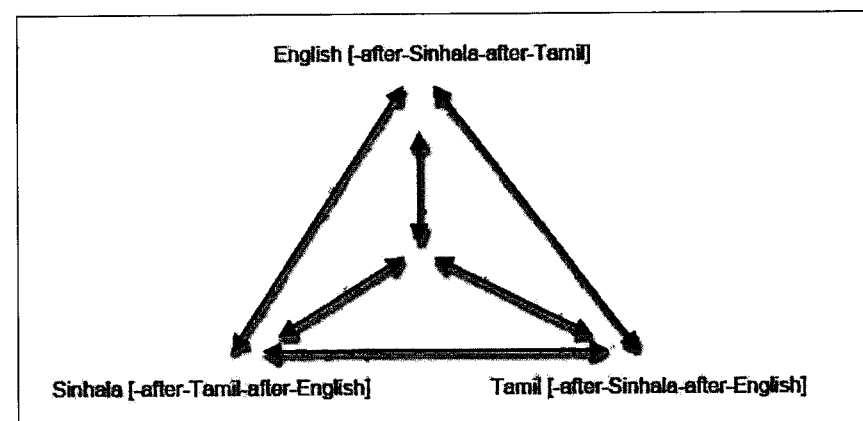 English [-after-Sinhala-after-Tamil]
Sinhala [-after-Tamil-after-English]
Tamil [-after-Sinhala-after-English]